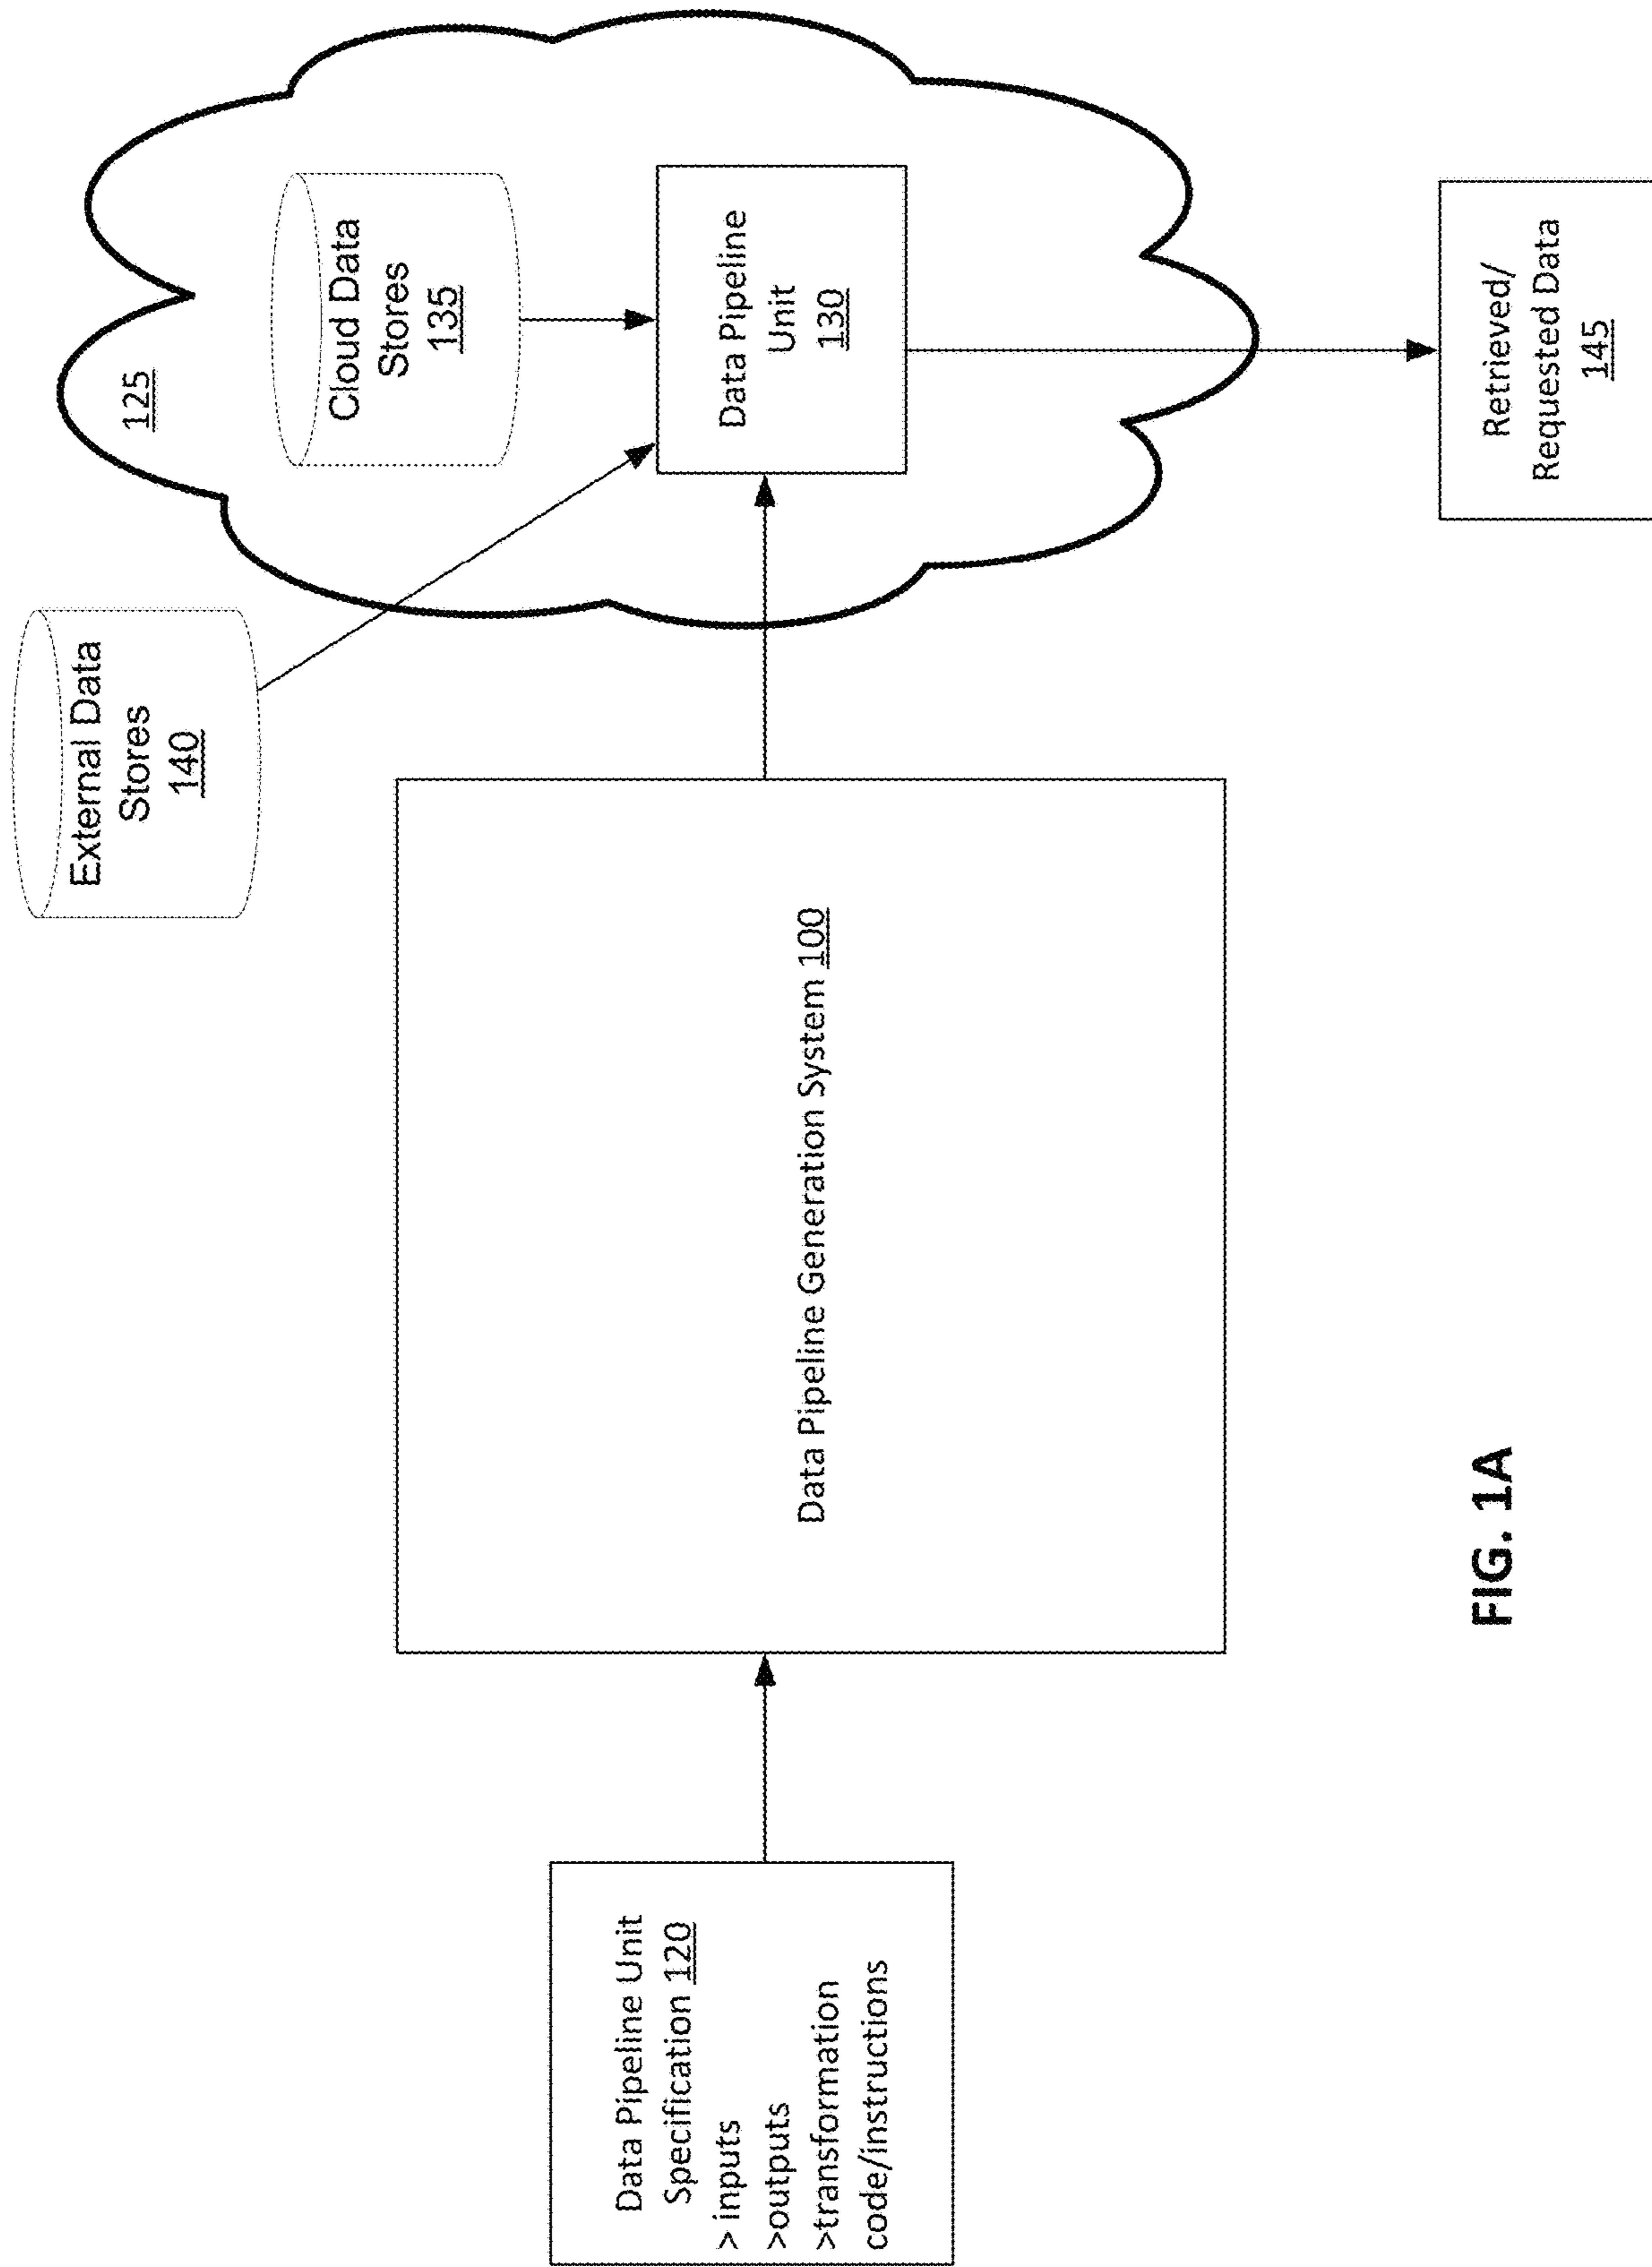 External Data
Stores
140
125
Cloud Data
Stores
135
Data Pipeline Unit
Specification 120
> inputs
>outputs
>transformation
code/instructions
Data Pipeline Generation System 100
Data Pipeline
Unit
130
Retrieved/
Requested Data
145
FIG. 1A